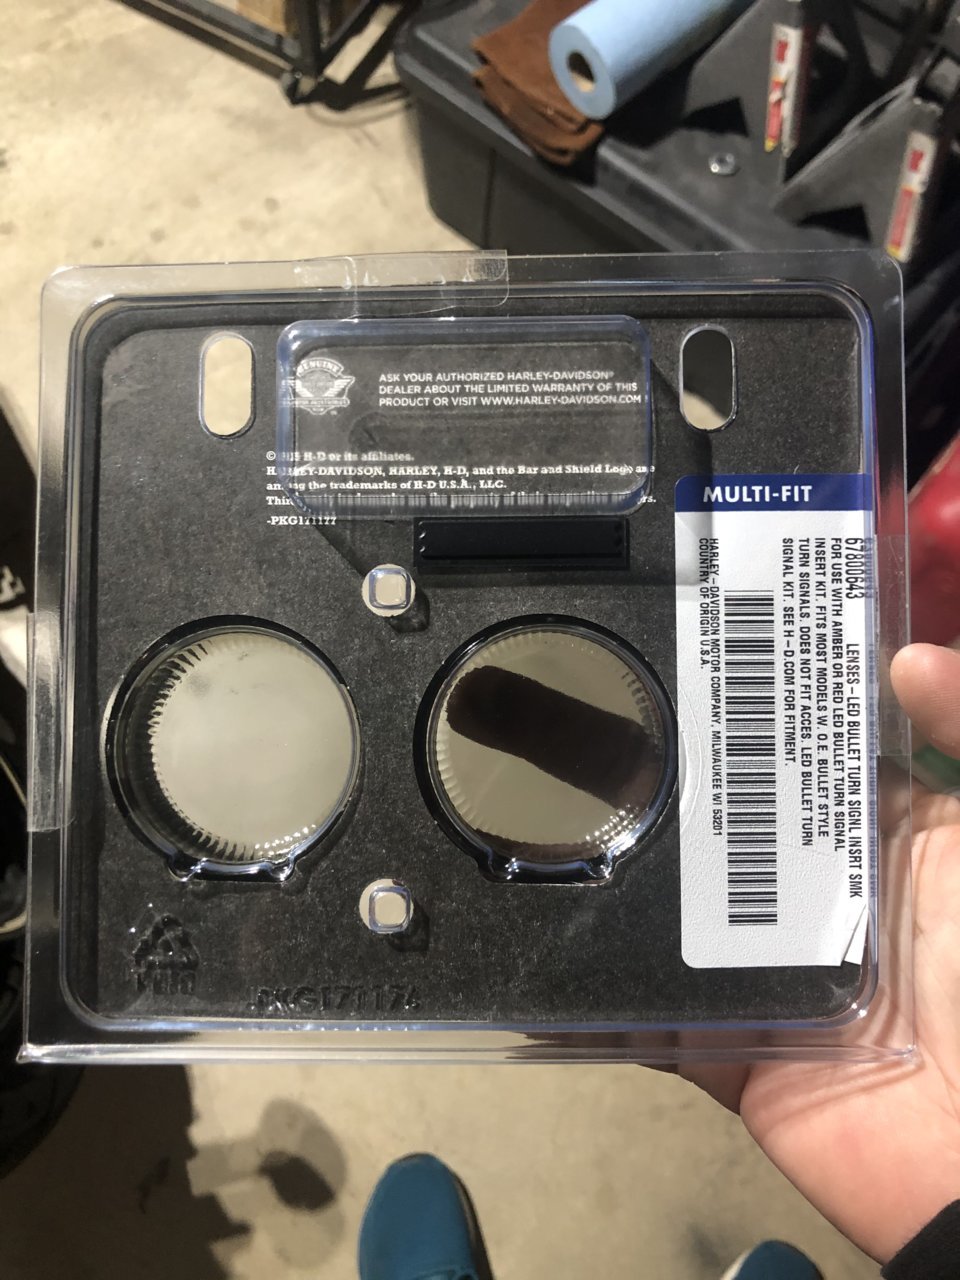 GENUINE
ASK YOUR AUTHORIZED HARLEY-DAVIDSON®
DEALER ABOUT THE LIMITED WARRANTY OF THIS
PRODUCT OR VISIT WWW.HARLEY-DAVIDSON.COM
© H-D or its affiliates.
HARLEY-DAVIDSON, HARLEY, H-D, and the Bar and Shield Logo are
among the trademarks of H-D U.S.A., LLC.
-PKG171177
MULTI-FIT
67800643 LENSES-LED BULLET TURN SIGNL INSRT SMK
FOR USE WITH AMBER OR RED LED BULLET TURN SIGNAL
INSERT KIT. FITS MOST MODELS W. O.E. BULLET STYLE
TURN SIGNALS. DOES NOT FIT ACCES. LED BULLET TURN
SIGNAL KIT. SEE H-D.COM FOR FITMENT.
HARLEY-DAVIDSON MOTOR COMPANY. MILWAUKEE WI 53201
COUNTRY OF ORIGIN U.S.A.
PKG171176